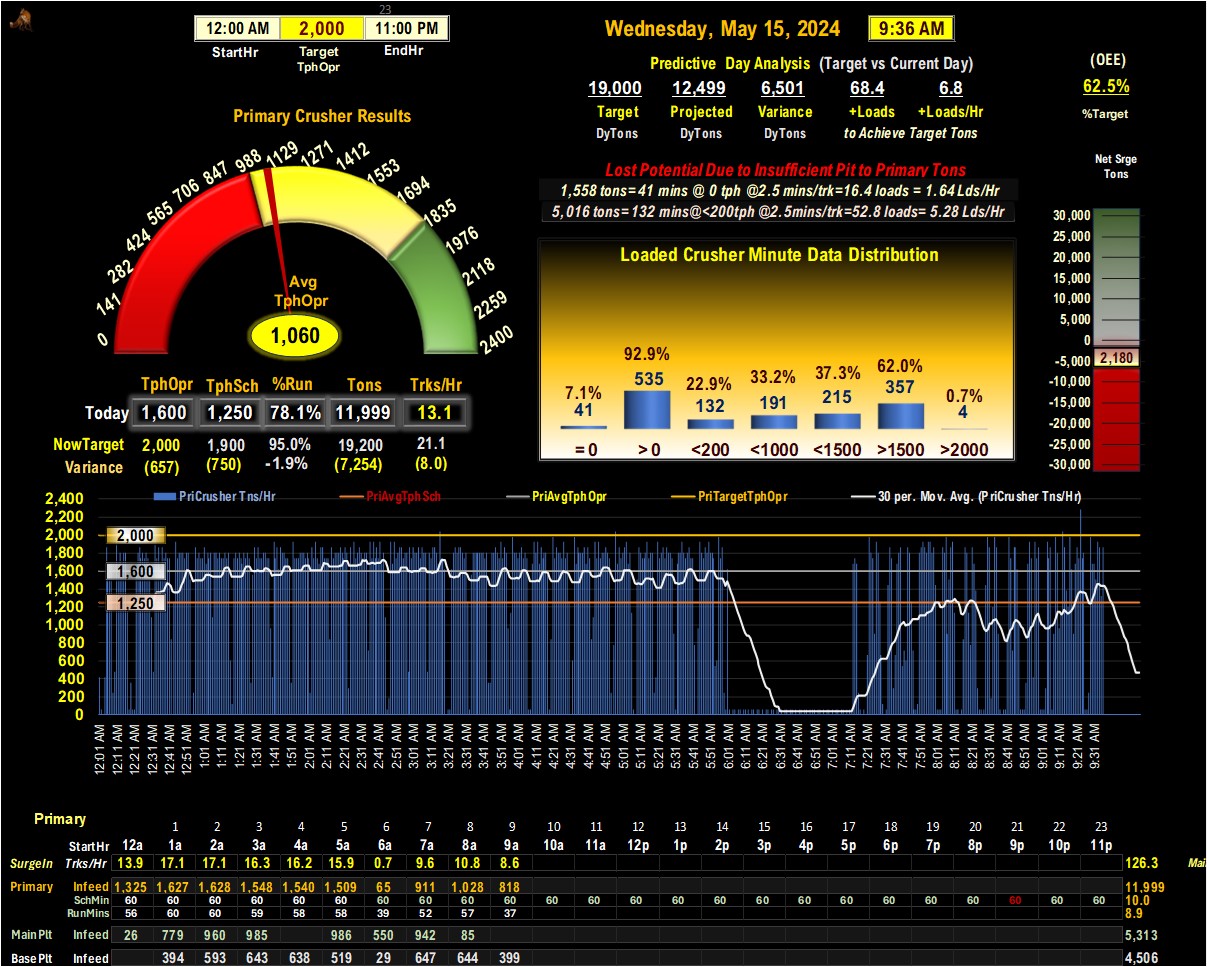 23
12:00 AM 2,000 11:00 PM
StartHr Target EndHr
TphOpr
Wednesday, May 15, 2024 9:36 AM
Predictive Day Analysis (Target vs Current Day)
19,000 12,499 6,501 68.4 6.8
Target Projected Variance +Loads +Loads/Hr
DyTons DyTons DyTons to Achieve Target Tons
(OEE)
62.5%
%Target
Primary Crusher Results
0 141 282 424 565 706 847 988 1129 1271 1412 1553 1694 1835 1976 2118 2259 2400
Avg
TphOpr
1,060
Lost Potential Due to Insufficient Pit to Primary Tons
1,558 tons=41 mins @ 0 tph @2.5 mins/trk=16.4 loads = 1.64 Lds/Hr
5,016 tons= 132 mins@<200tph @2.5mins/trk=52.8 loads= 5.28 Lds/Hr
Loaded Crusher Minute Data Distribution
7.1% 92.9% 22.9% 33.2% 37.3% 62.0% 0.7%
41 535 132 191 215 357 4
= 0 > 0 <200 <1000 <1500 >1500 >2000
Net Srge
Tons
30,000
25,000
20,000
15,000
10,000
5,000
0
2,180
-5,000
-10,000
-15,000
-20,000
-25,000
-30,000
TphOpr TphSch %Run Tons Trks/Hr
Today 1,600 1,250 78.1% 11,999 13.1
NowTarget 2,000 1,900 95.0% 19,200 21.1
Variance (657) (750) -1.9% (7,254) (8.0)
PriCrusher Tns/Hr PriAvgTphSch PriAvgTphOpr PriTargetTphOpr 30 per. Mov. Avg. (PriCrusher Tns/Hr)
2,400
2,200
2,000 2,000
1,800
1,600 1,600
1,400
1,200 1,250
1,000
800
600
400
200
0
12:01 AM 12:11 AM 12:21 AM 12:31 AM 12:41 AM 12:51 AM 1:01 AM 1:11 AM 1:21 AM 1:31 AM 1:41 AM 1:51 AM 2:01 AM 2:11 AM 2:21 AM 2:31 AM 2:41 AM 2:51 AM 3:01 AM 3:11 AM 3:21 AM 3:31 AM 3:41 AM 3:51 AM 4:01 AM 4:11 AM 4:21 AM 4:31 AM 4:41 AM 4:51 AM 5:01 AM 5:11 AM 5:21 AM 5:31 AM 5:41 AM 5:51 AM 6:01 AM 6:11 AM 6:21 AM 6:31 AM 6:41 AM 6:51 AM 7:01 AM 7:11 AM 7:21 AM 7:31 AM 7:41 AM 7:51 AM 8:01 AM 8:11 AM 8:21 AM 8:31 AM 8:41 AM 8:51 AM 9:01 AM 9:11 AM 9:21 AM 9:31 AM
Primary
1 2 3 4 5 6 7 8 9 10 11 12 13 14 15 16 17 18 19 20 21 22 23
StartHr 12a 1a 2a 3a 4a 5a 6a 7a 8a 9a 10a 11a 12p 1p 2p 3p 4p 5p 6p 7p 8p 9p 10p 11p
SurgeIn Trks/Hr 13.9 17.1 17.1 16.3 16.2 15.9 0.7 9.6 10.8 8.6 126.3
Primary Infeed 1,325 1,627 1,628 1,548 1,540 1,509 65 911 1,028 818 11,999
SchMin 60 60 60 60 60 60 60 60 60 60 60 60 60 60 60 60 60 60 60 60 60 60 60 60 10.0
RunMins 56 60 60 59 58 58 39 52 57 37 8.9
MainPlt Infeed 26 779 960 985 986 550 942 85 5,313
BasePlt Infeed 394 593 643 638 519 29 647 644 399 4,506